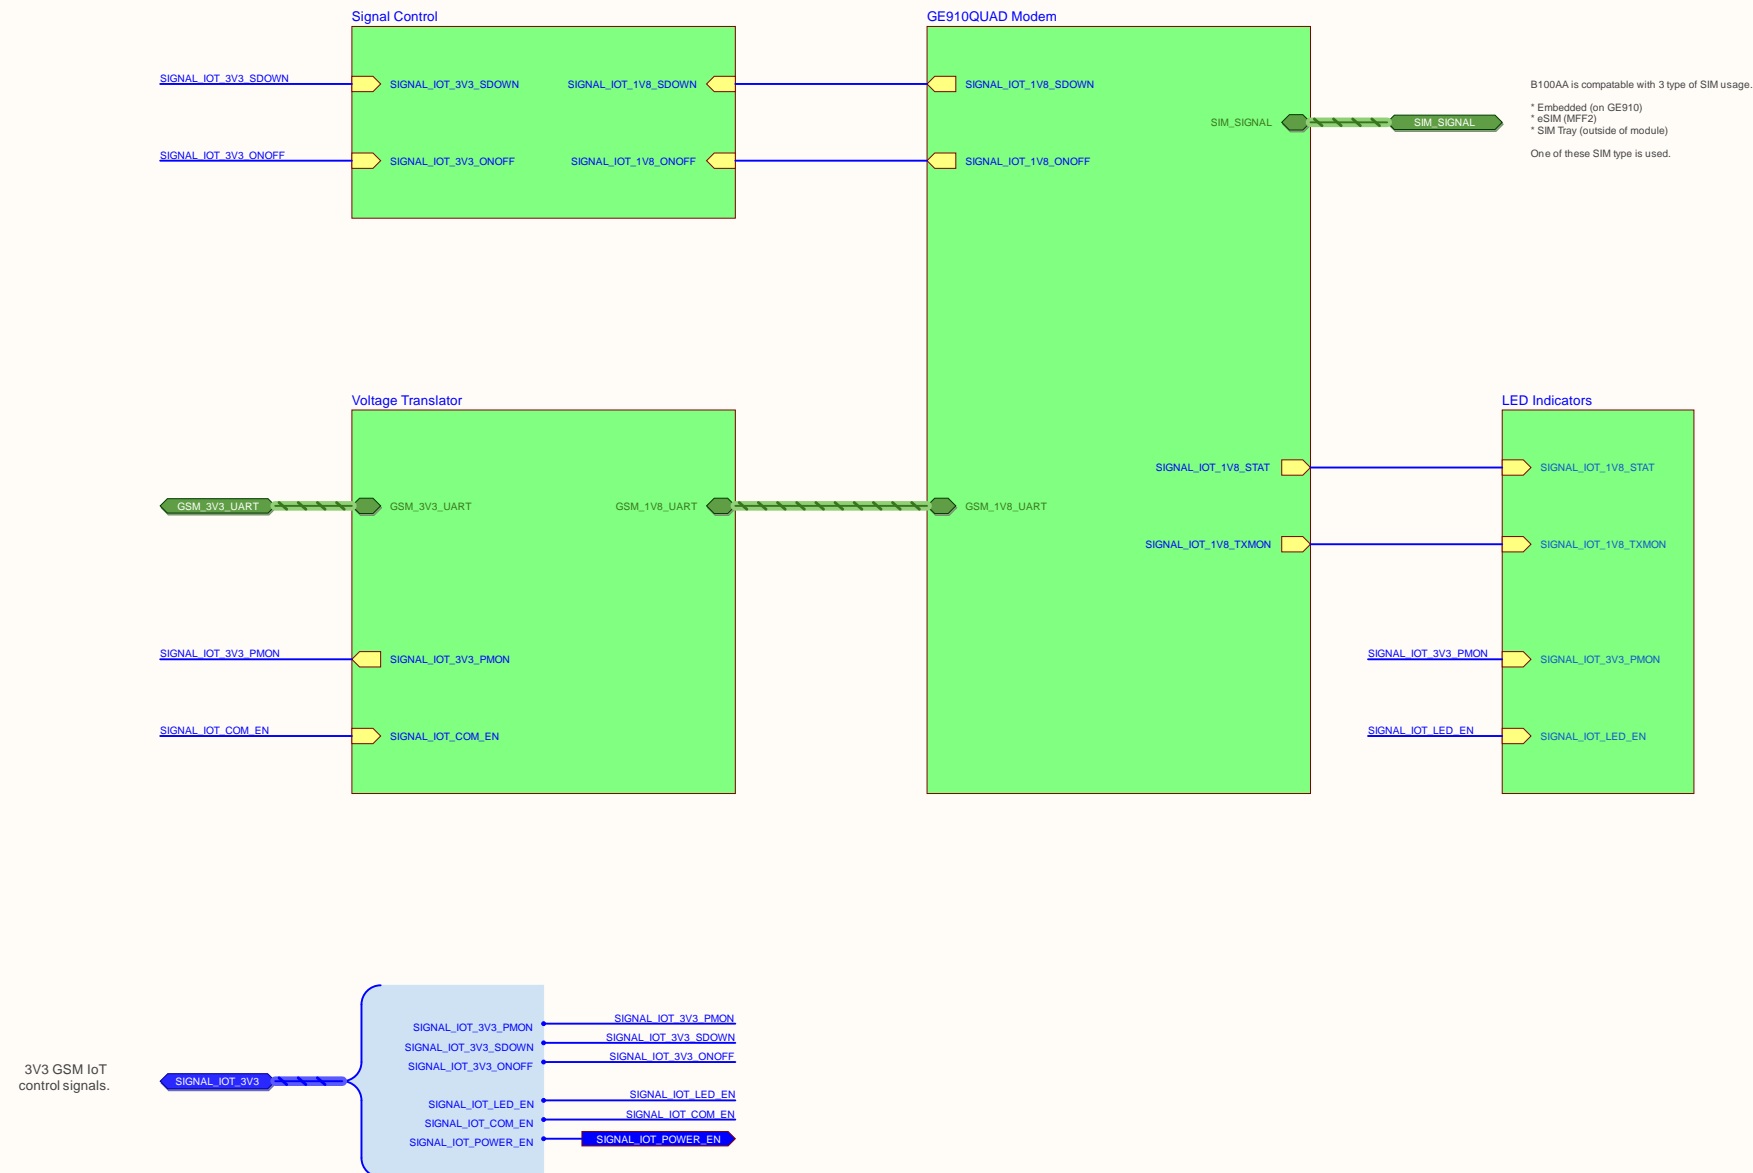 Signal Control
GE910QUAD Modem
SIGNAL_IOT_3V3_SDOWN
SIGNAL_IOT_3V3_SDOWN
SIGNAL_IOT_1V8_SDOWN
SIGNAL_IOT_1V8_SDOWN
B100AA is compatable with 3 type of SIM usage.
* Embedded (on GE910)
* eSIM (MFF2)
* SIM Tray (outside of module)
One of these SIM type is used.
SIM_SIGNAL
SIM_SIGNAL
SIGNAL_IOT_3V3_ONOFF
SIGNAL_IOT_3V3_ONOFF
SIGNAL_IOT_1V8_ONOFF
SIGNAL_IOT_1V8_ONOFF
Voltage Translator
LED Indicators
SIGNAL_IOT_1V8_STAT
SIGNAL_IOT_1V8_STAT
GSM_3V3_UART
GSM_3V3_UART
GSM_1V8_UART
GSM_1V8_UART
SIGNAL_IOT_1V8_TXMON
SIGNAL_IOT_1V8_TXMON
SIGNAL_IOT_3V3_PMON
SIGNAL_IOT_3V3_PMON
SIGNAL_IOT_3V3_PMON
SIGNAL_IOT_3V3_PMON
SIGNAL_IOT_COM_EN
SIGNAL_IOT_COM_EN
SIGNAL_IOT_LED_EN
SIGNAL_IOT_LED_EN
3V3 GSM IoT
control signals.
SIGNAL_IOT_3V3
SIGNAL_IOT_3V3_PMON
SIGNAL_IOT_3V3_PMON
SIGNAL_IOT_3V3_SDOWN
SIGNAL_IOT_3V3_SDOWN
SIGNAL_IOT_3V3_ONOFF
SIGNAL_IOT_3V3_ONOFF
SIGNAL_IOT_LED_EN
SIGNAL_IOT_LED_EN
SIGNAL_IOT_COM_EN
SIGNAL_IOT_COM_EN
SIGNAL_IOT_POWER_EN
SIGNAL_IOT_POWER_EN